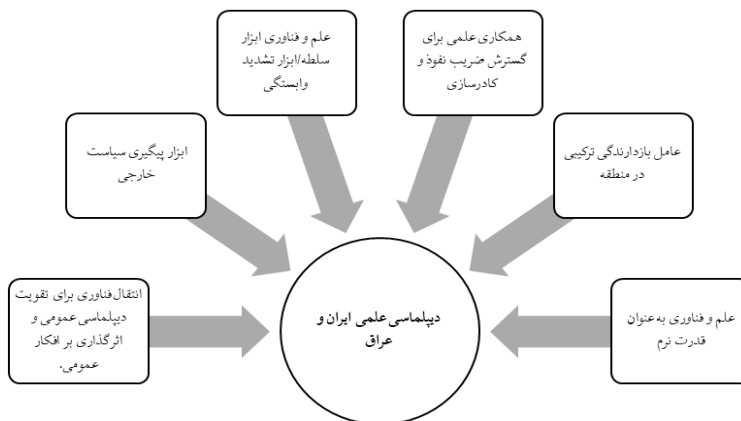 همکاری علمی برای
گسترش ضریب نفوذ و
کادرسازی
علم و فناوری ابزار
سلطه/ابزار تشدید
وابستگی
عامل بازدارندگی ترکیبی
در منطقه
ابزار پیگیری سیاست
خارجی
علم و فناوری به‌عنوان
قدرت نرم
انتقال فناوری برای تقویت
دیپلماسی عمومی و
اثرگذاری بر افکار
عمومی.
دیپلماسی علمی ایران و
عراق